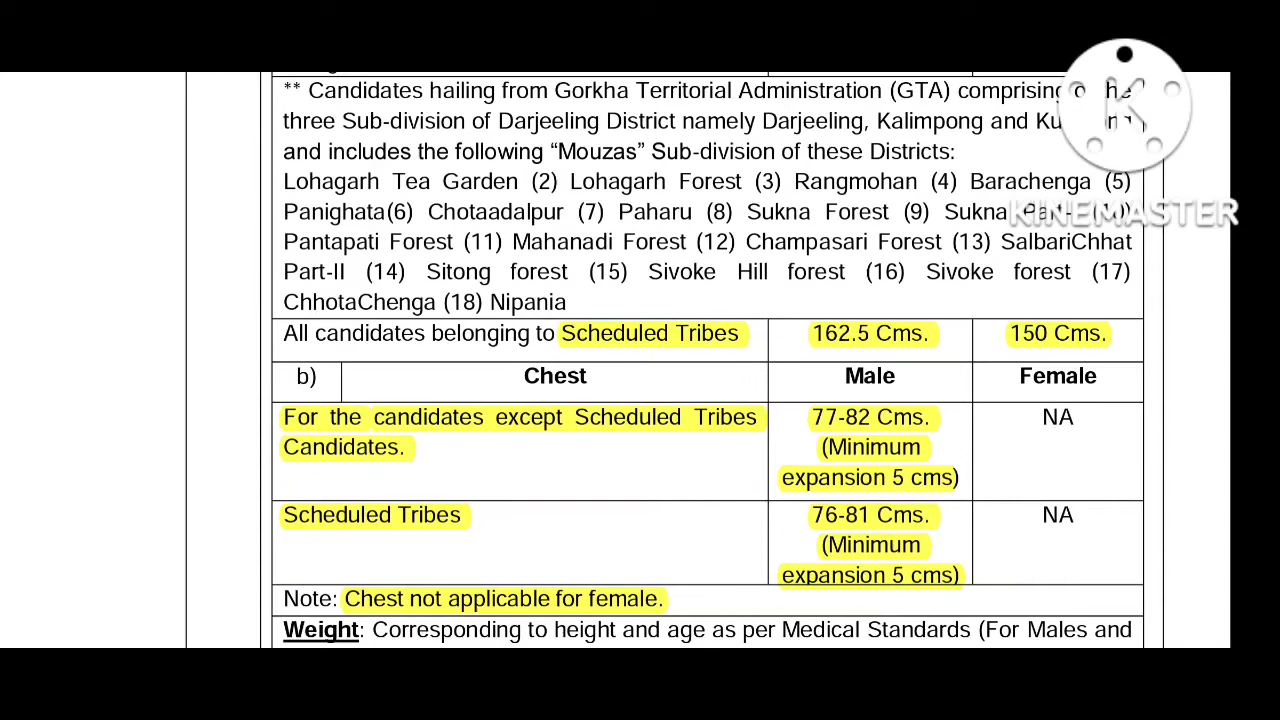 ** Candidates hailing from Gorkha Territorial Administration (GTA) comprising
three Sub-division of Darjeeling District namely Darjeeling, Kalimpong and
and includes the following “Mouzas” Sub-division of these Districts:
Lohagarh Tea Garden (2) Lohagarh Forest (3) Rangmohan (4) Barachenga (5)
Panighata(6) Chotaadalpur (7) Paharu (8) Sukna Forest (9) Sukna
Pantapati Forest (11) Mahanadi Forest (12) Champasari Forest (13) SalbariChhat
Part-II (14) Sitong forest (15) Sivoke Hill forest (16) Sivoke forest (17)
ChhotaChenga (18) Nipania
KINEMASTER
All candidates belonging to Scheduled Tribes 162.5 Cms. 150 Cms.
b) Chest Male Female
For the candidates except Scheduled Tribes 77-82 Cms. NA
Candidates. (Minimum
expansion 5 cms)
Scheduled Tribes 76-81 Cms. NA
(Minimum
expansion 5 cms)
Note: Chest not applicable for female.
Weight: Corresponding to height and age as per Medical Standards (For Males and